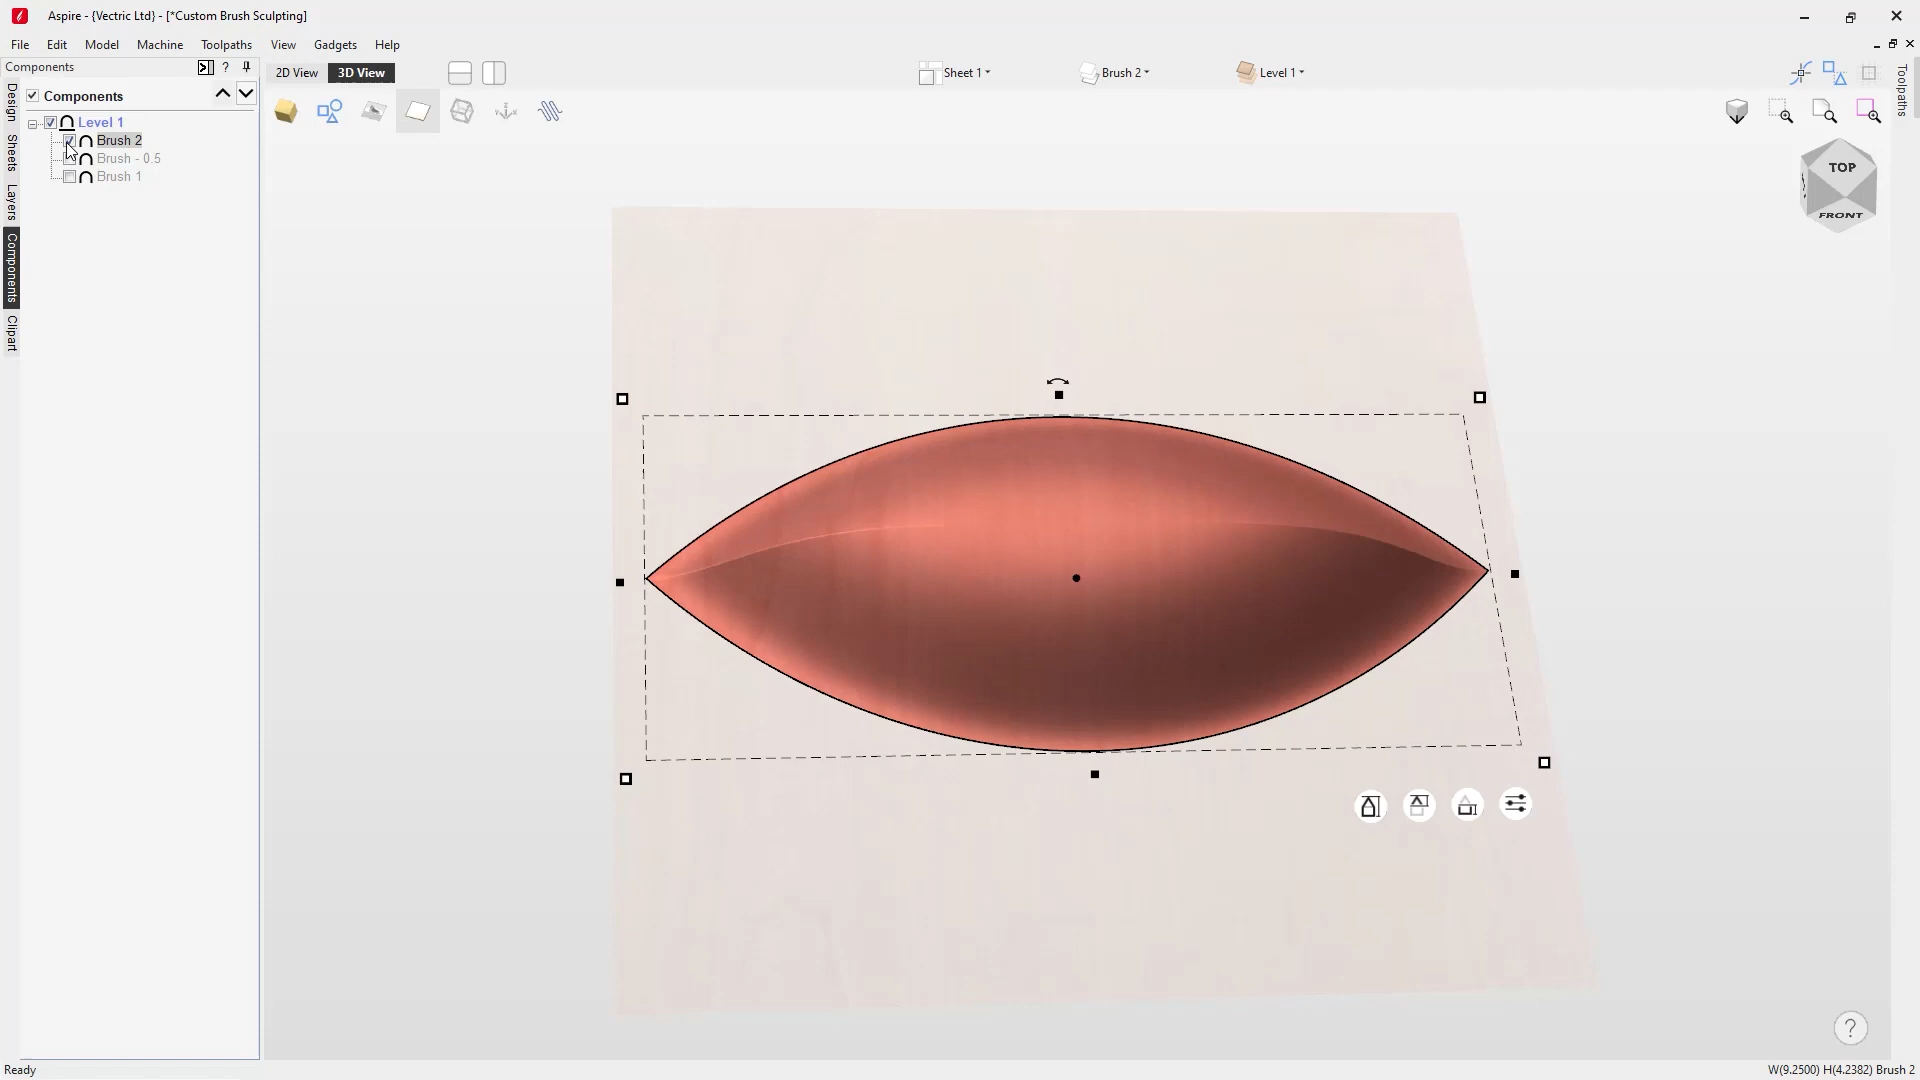 Aspire - {Vectric Ltd} - [*Custom Brush Sculpting]
File Edit Model Machine Toolpaths View Gadgets Help
Components ?
2D View 3D View Sheet 1 Brush 2 Level 1
Components
Level 1
Brush 2
Brush - 0.5
Brush 1
Design
Sheets
Layers
Components
Clipart
Toolpaths
TOP
FRONT
?
Ready
W(9.2500) H(4.2382) Brush 2